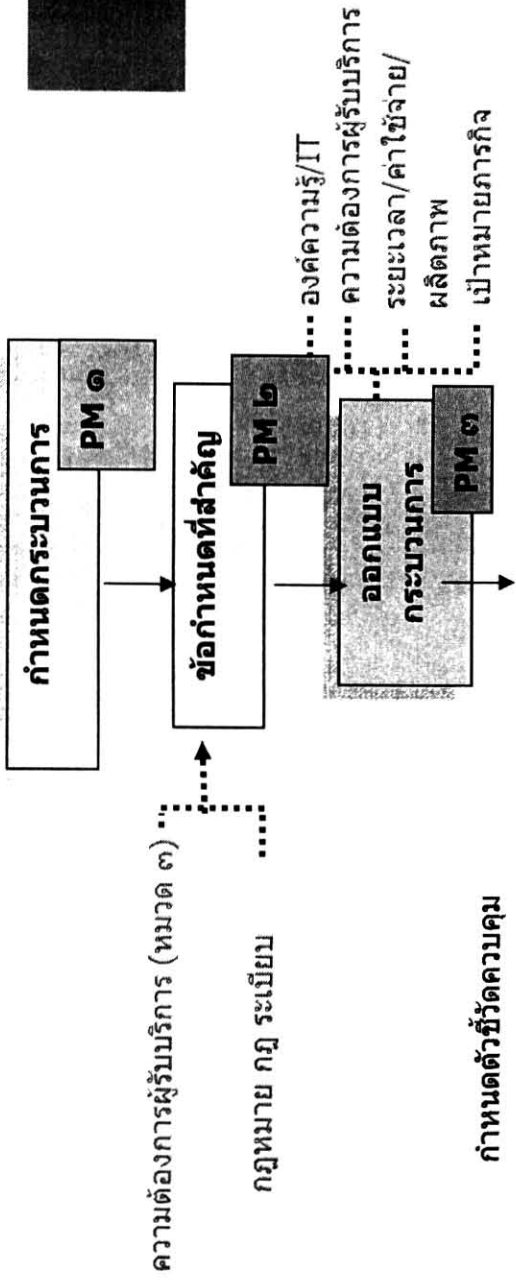 กำหนดกระบวนการ
PM ๑
ความต้องการผู้รับบริการ (หมวด ๓)
กฎหมาย กฎ ระเบียบ
ข้อกำหนดที่สำคัญ
PM ๒
องค์ความรู้/IT
ความต้องการผู้รับบริการ
ระยะเวลา/ค่าใช้จ่าย/
ผลิตภาพ
เป้าหมายภารกิจ
ออกแบบ
กระบวนการ
PM ๓
กำหนดตัวชี้วัดควบคุม